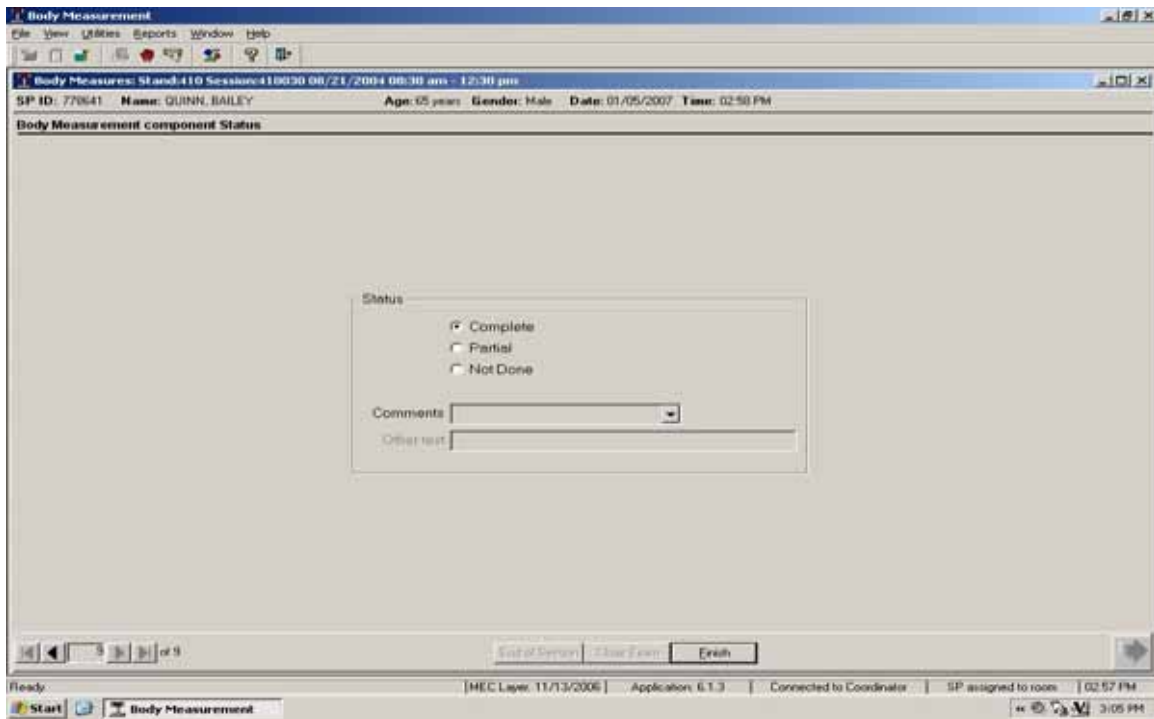 Body Measurement
File View Utilities Reports Window Help
Body Measures: Stand:410 Session:410030 08/21/2004 08:30 am - 12:30 pm
SP ID: 770641 Name: QUINN, BAILEY Age: 65 years Gender: Male Date: 01/05/2007 Time: 02:58 PM
Body Measurement component Status
Status
Complete
Partial
Not Done
Comments
Other text
9 of 9
End of Person Close Exam Finish
Ready MEC Layer: 11/13/2006 Application: 6.1.3 Connected to Coordinator SP assigned to room 02:57 PM
Start Body Measurement 3:05 PM